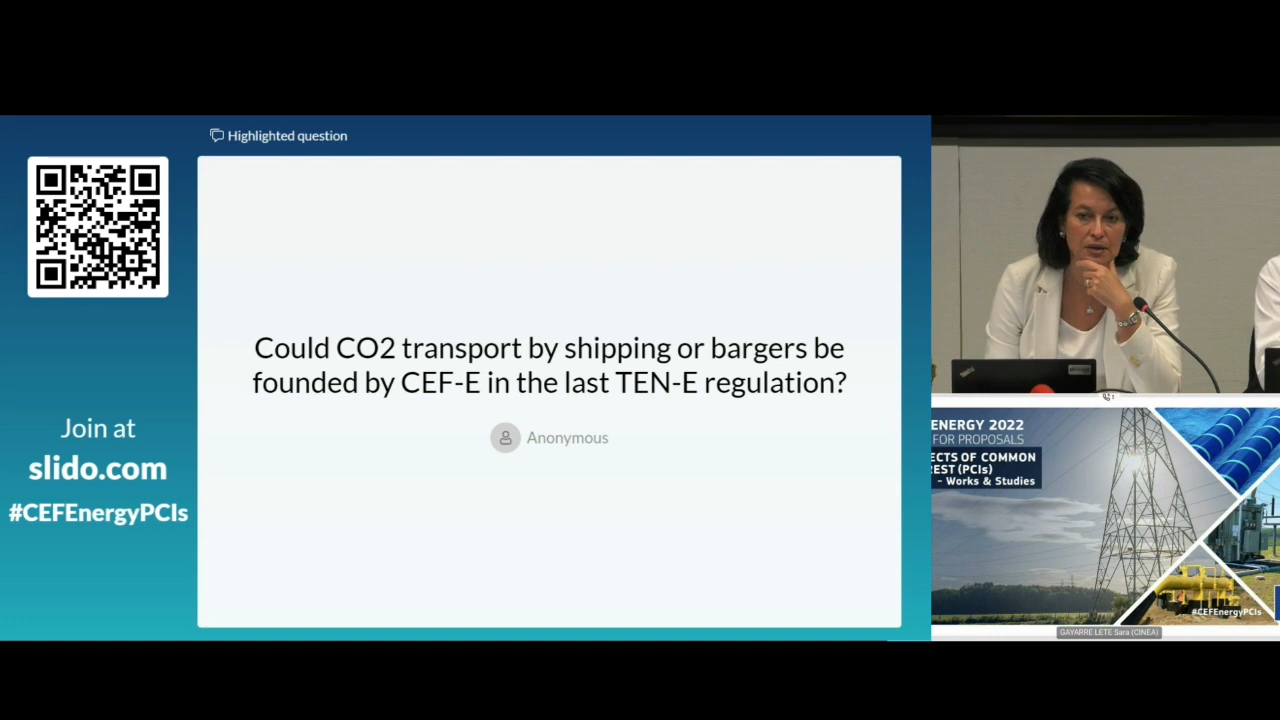 Highlighted question
Could CO2 transport by shipping or bargers be
founded by CEF-E in the last TEN-E regulation?
Anonymous
Join at
slido.com
#CEFEnergyPCIs
ENERGY 2022
FOR PROPOSALS
ECTS OF COMMON
REST (PCIs)
- Works & Studies
#CEFEnergyPCIs
GAYARRE LETE Sara (CINEA)